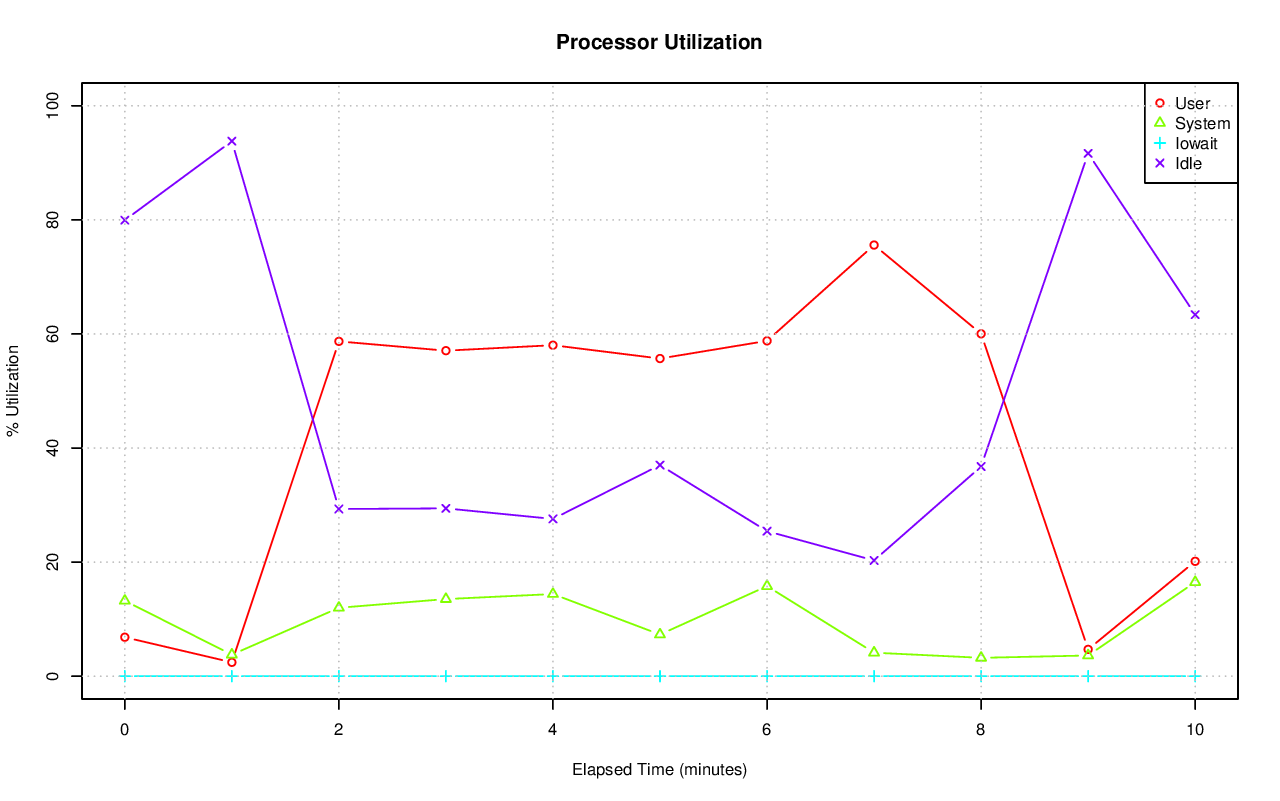 Processor Utilization
% Utilization
100
80
60
40
20
0
User
System
Iowait
Idle
0 2 4 6 8 10
Elapsed Time (minutes)